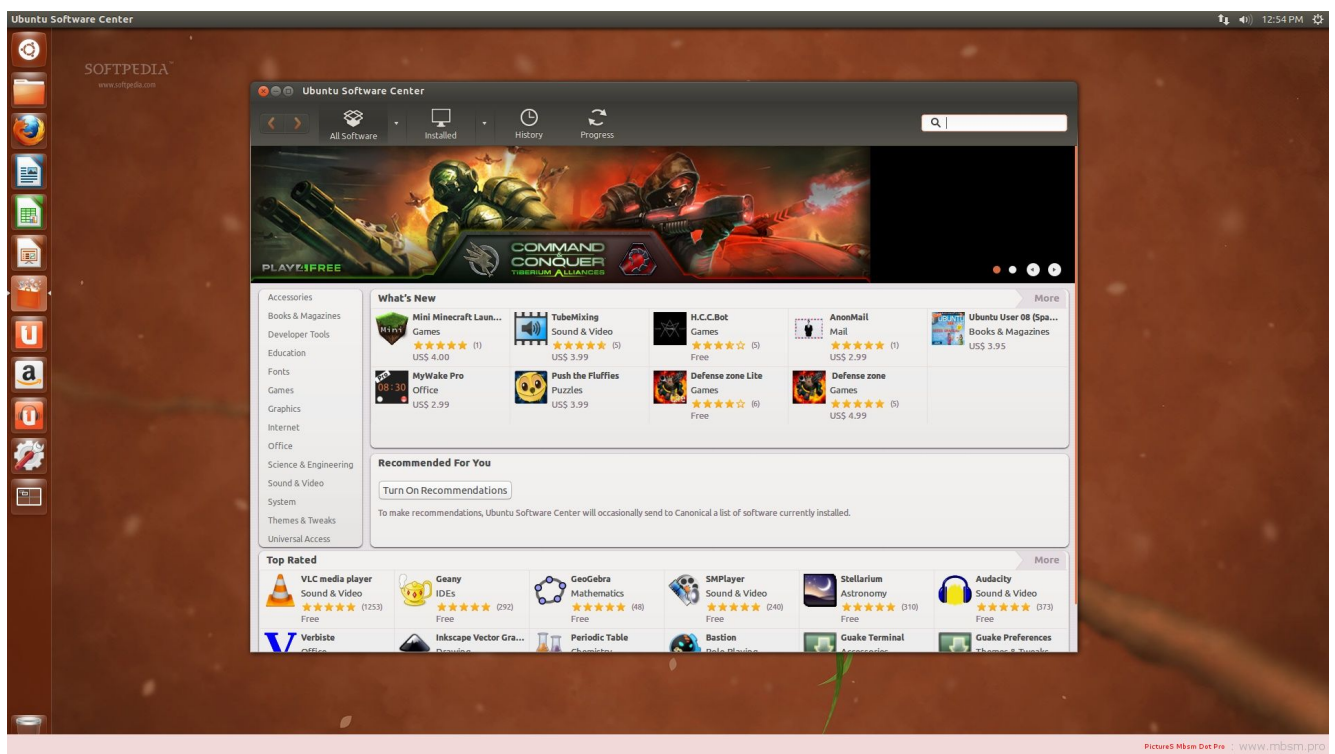 Ubuntu Software Center
12:54 PM
SOFTPEDIA
www.softpedia.com
Ubuntu Software Center
All Software
Installed
History
Progress
PLAY4FREE
COMMAND
CONQUER
TIBERIUM ALLIANCES
Accessories
Books & Magazines
Developer Tools
Education
Fonts
Games
Graphics
Internet
Office
Science & Engineering
Sound & Video
System
Themes & Tweaks
Universal Access
What's New
More
Mini Minecraft Laun...
Games
(1)
US$ 4.00
TubeMixing
Sound & Video
(5)
US$ 3.99
H.C.C.Bot
Games
(5)
Free
AnonMail
Mail
(1)
US$ 2.99
Ubuntu User 08 (Spa...
Books & Magazines
US$ 3.95
MyWake Pro
Office
US$ 2.99
Push the Fluffies
Puzzles
US$ 3.99
Defense zone Lite
Games
(6)
Free
Defense zone
Games
(5)
US$ 4.99
Recommended For You
Turn On Recommendations
To make recommendations, Ubuntu Software Center will occasionally send to Canonical a list of software currently installed.
Top Rated
More
VLC media player
Sound & Video
(1253)
Free
Geany
IDEs
(292)
Free
GeoGebra
Mathematics
(48)
Free
SMPlayer
Sound & Video
(240)
Free
Stellarium
Astronomy
(310)
Free
Audacity
Sound & Video
(373)
Free
Verbiste
Office
Inkscape Vector Gra...
Drawing
Periodic Table
Chemistry
Bastion
Role Playing
Guake Terminal
Accessories
Guake Preferences
Themes & Tweaks
PictureS Mbsm Dot Pro : www.mbsm.pro